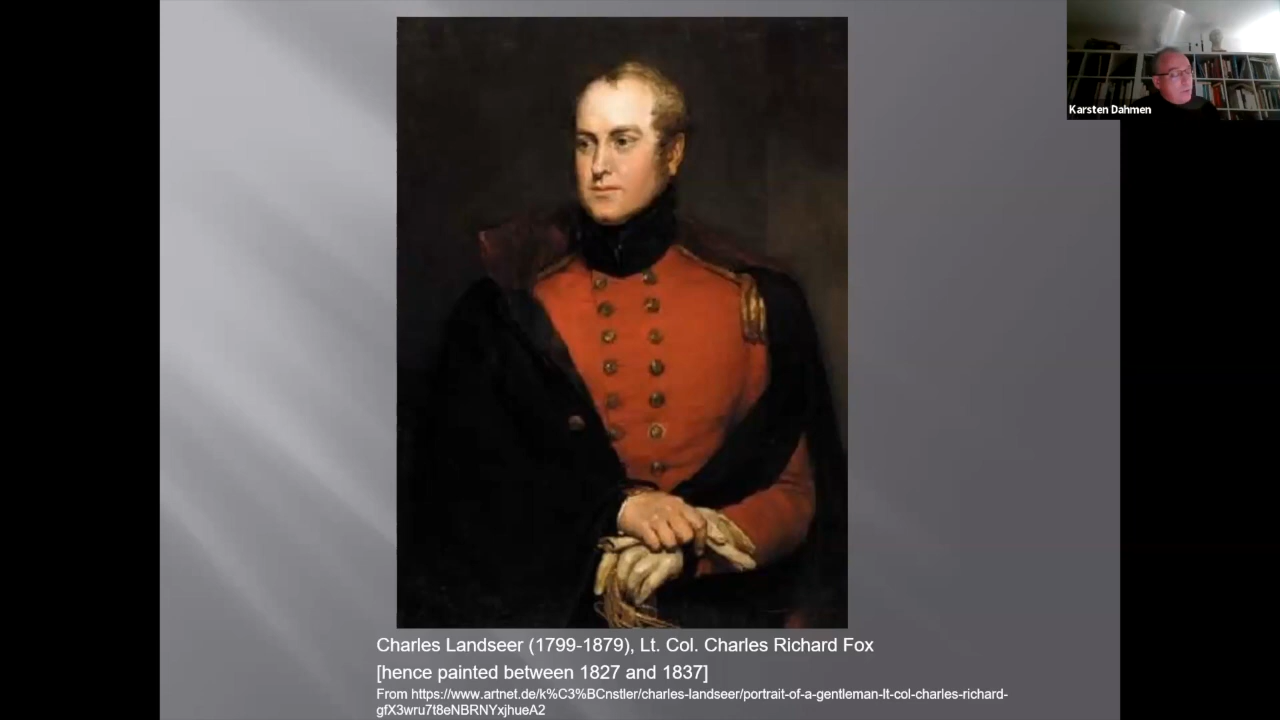 Karsten Dahmen
Charles Landseer (1799-1879), Lt. Col. Charles Richard Fox
[hence painted between 1827 and 1837]
From https://www.artnet.de/k%C3%BCnstler/charles-landseer/portrait-of-a-gentleman-lt-col-charles-richard-
gfX3wru7t8eNBRNYxjhueA2